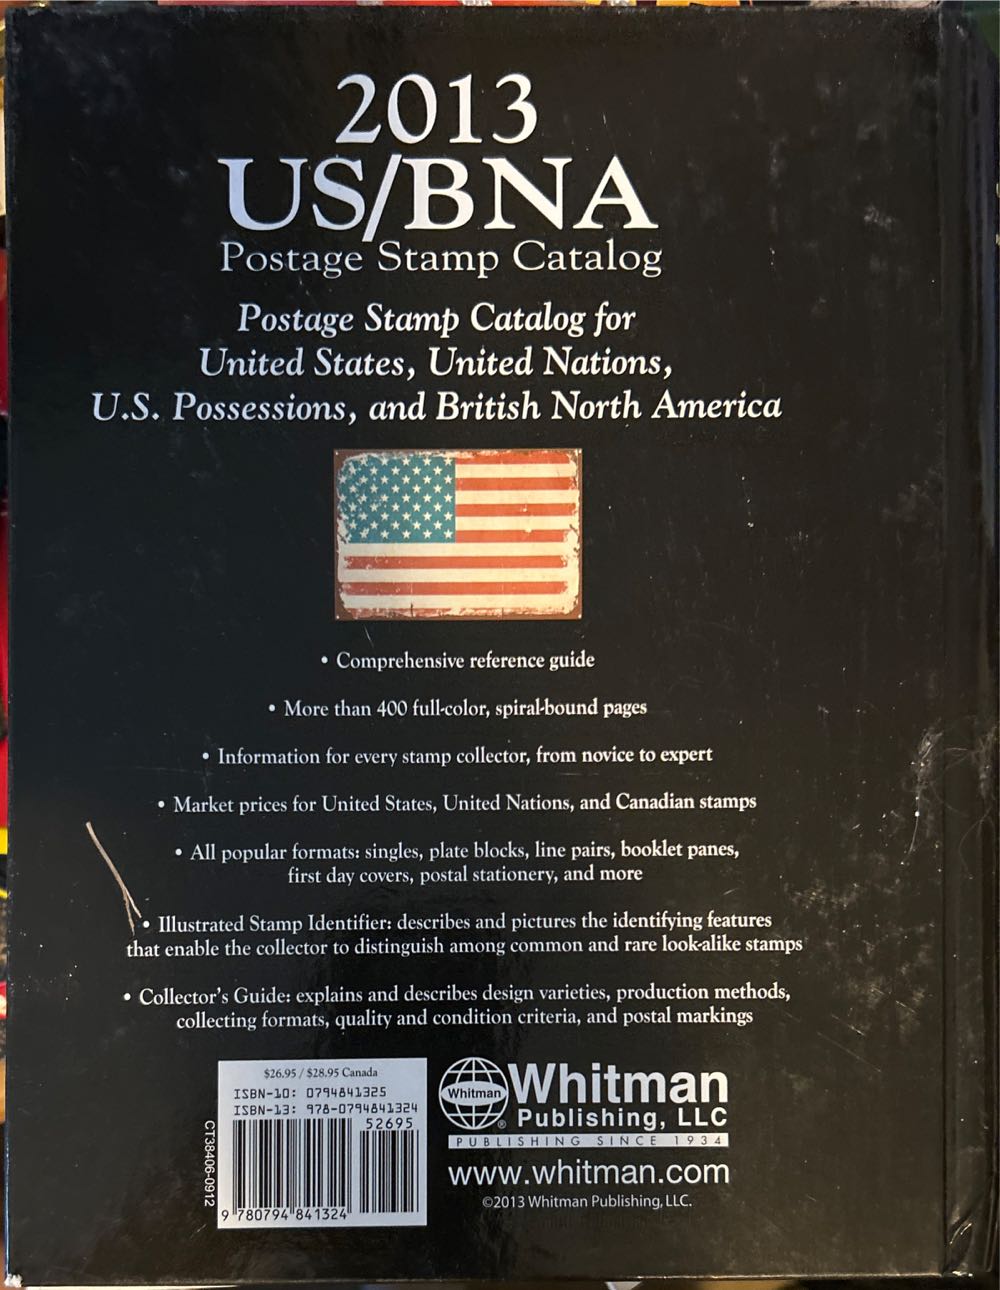 2013
US/BNA
Postage Stamp Catalog
Postage Stamp Catalog for
United States, United Nations,
U.S. Possessions, and British North America
• Comprehensive reference guide
• More than 400 full-color, spiral-bound pages
• Information for every stamp collector, from novice to expert
• Market prices for United States, United Nations, and Canadian stamps
• All popular formats: singles, plate blocks, line pairs, booklet panes,
first day covers, postal stationery, and more
• Illustrated Stamp Identifier: describes and pictures the identifying features
that enable the collector to distinguish among common and rare look-alike stamps
• Collector's Guide: explains and describes design varieties, production methods,
collecting formats, quality and condition criteria, and postal markings
$26.95 / $28.95 Canada
ISBN-10: 0794841325
ISBN-13: 978-0794841324
52695
9 780794 841324
CT38406-0912
Whitman
Whitman®
Publishing, LLC
PUBLISHING SINCE 1934
www.whitman.com
©2013 Whitman Publishing, LLC.